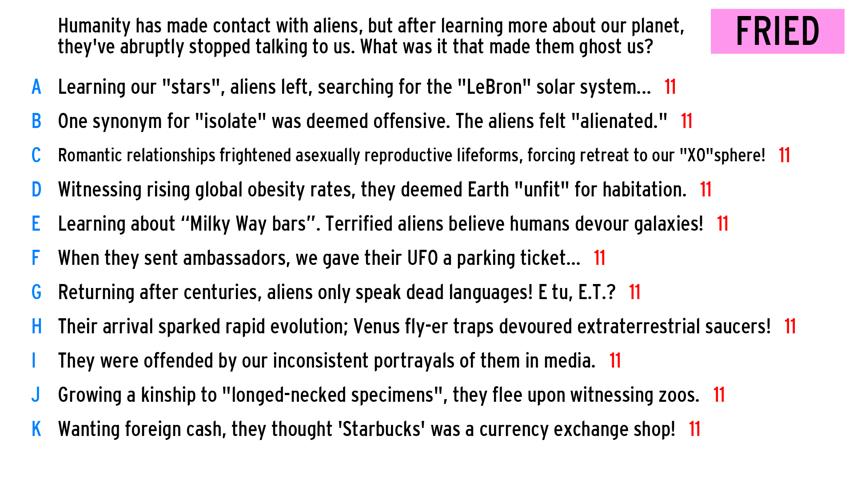 Humanity has made contact with aliens, but after learning more about our planet,
they've abruptly stopped talking to us. What was it that made them ghost us?
FRIED
A Learning our "stars", aliens left, searching for the "LeBron" solar system... 11
B One synonym for "isolate" was deemed offensive. The aliens felt "alienated." 11
C Romantic relationships frightened asexually reproductive lifeforms, forcing retreat to our "XO"sphere! 11
D Witnessing rising global obesity rates, they deemed Earth "unfit" for habitation. 11
E Learning about “Milky Way bars”. Terrified aliens believe humans devour galaxies! 11
F When they sent ambassadors, we gave their UFO a parking ticket... 11
G Returning after centuries, aliens only speak dead languages! E tu, E.T.? 11
H Their arrival sparked rapid evolution; Venus fly-er traps devoured extraterrestrial saucers! 11
I They were offended by our inconsistent portrayals of them in media. 11
J Growing a kinship to "longed-necked specimens", they flee upon witnessing zoos. 11
K Wanting foreign cash, they thought 'Starbucks' was a currency exchange shop! 11